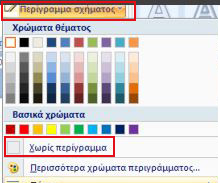 Περίγραμμα σχήματος
Χρώματα θέματος
Βασικά χρώματα
Χωρίς περίγραμμα
Περισσότερα χρώματα περιγράμματος...